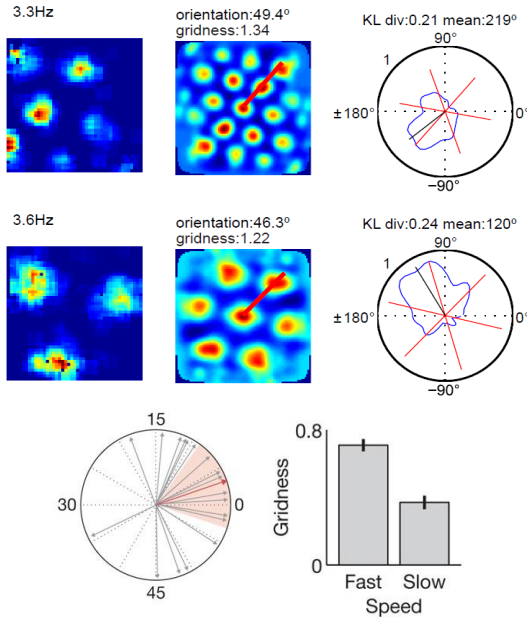 3.3Hz
orientation:49.4º
gridness:1.34
KL div:0.21 mean:219°
90°
1
±180°
0°
−90°
3.6Hz
orientation:46.3º
gridness:1.22
KL div:0.24 mean:120°
90°
1
±180°
0°
−90°
15
30
0
45
0.8
Gridness
0
Fast
Slow
Speed